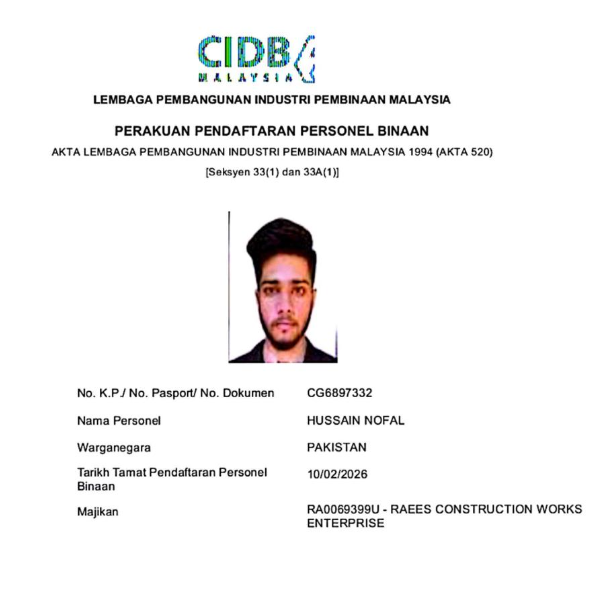 CIDB
MALAYSIA
LEMBAGA PEMBANGUNAN INDUSTRI PEMBINAAN MALAYSIA
PERAKUAN PENDAFTARAN PERSONEL BINAAN
AKTA LEMBAGA PEMBANGUNAN INDUSTRI PEMBINAAN MALAYSIA 1994 (AKTA 520)
[Seksyen 33(1) dan 33A(1)]
No. K.P./ No. Pasport/ No. Dokumen CG6897332
Nama Personel HUSSAIN NOFAL
Warganegara PAKISTAN
Tarikh Tamat Pendaftaran Personel 10/02/2026
Binaan
Majikan RA0069399U - RAEES CONSTRUCTION WORKS
ENTERPRISE